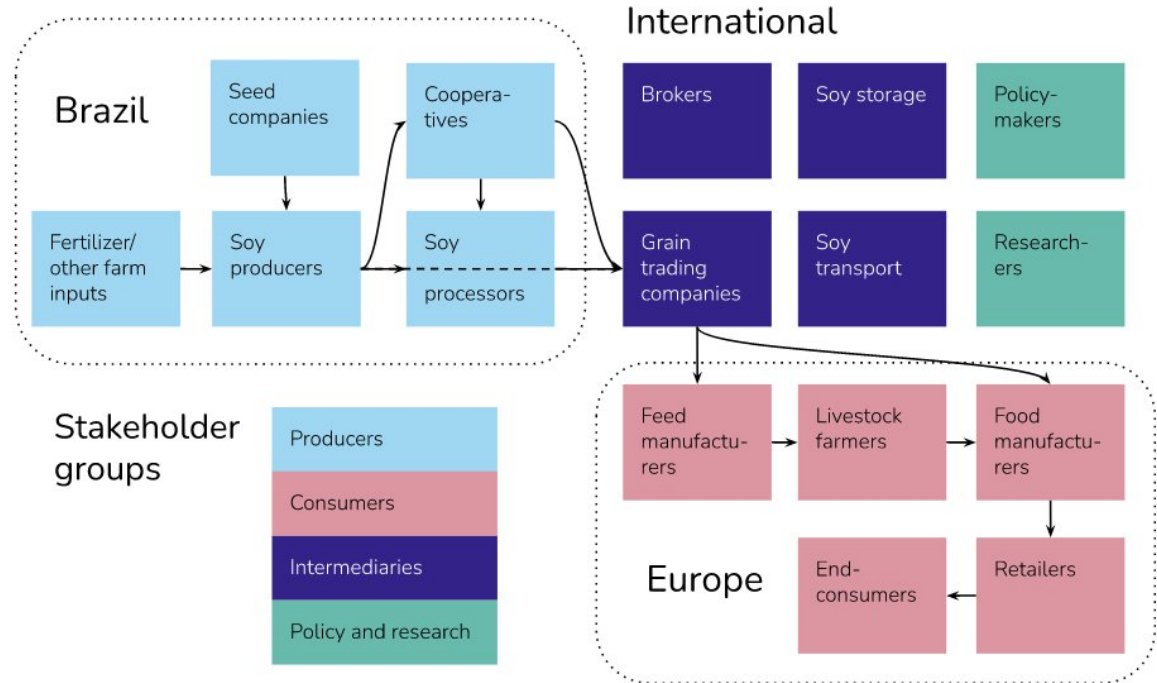 International
Brazil
Seed
companies
Coopera-
tives
Fertilizer/
other farm
inputs
Soy
producers
Soy
processors
Brokers
Soy storage
Policy-
makers
Grain
trading
companies
Soy
transport
Research-
ers
Stakeholder
groups
Producers
Consumers
Intermediaries
Policy and research
Feed
manufactu-
rers
Livestock
farmers
Food
manufactu-
rers
Europe
End-
consumers
Retailers